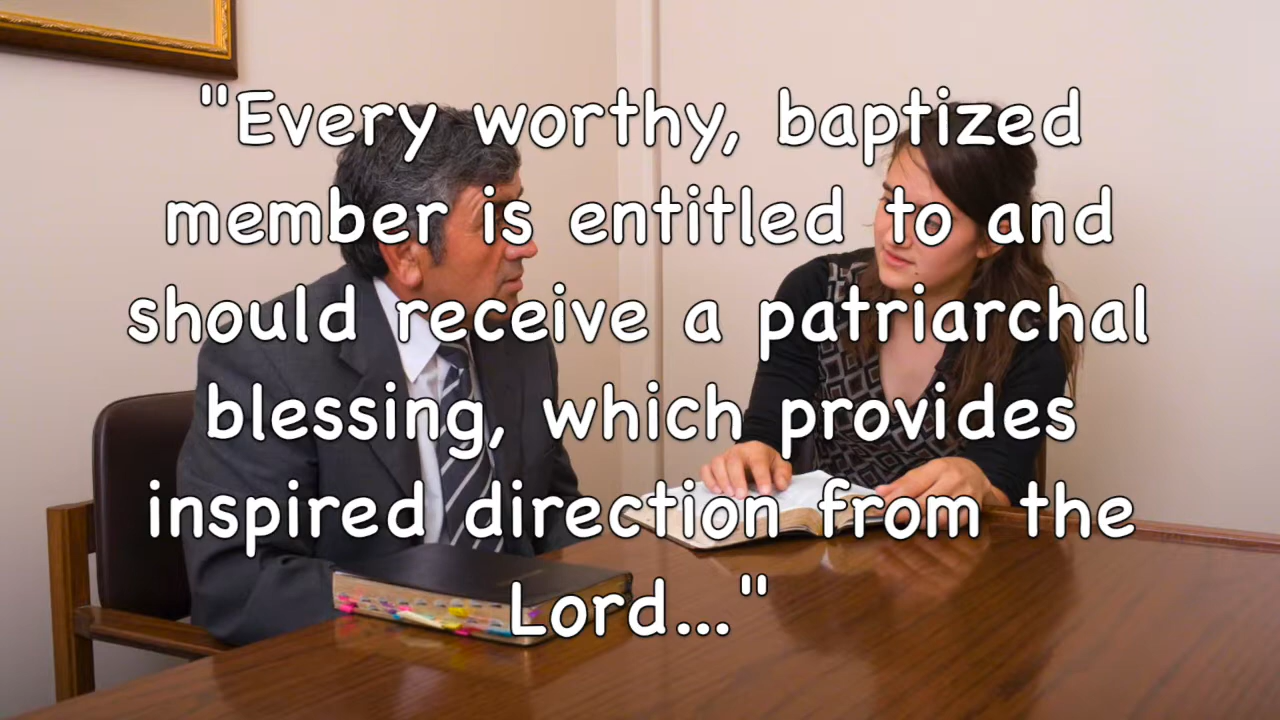 "Every worthy, baptized
member is entitled to and
should receive a patriarchal
blessing, which provides
inspired direction from the
Lord..."